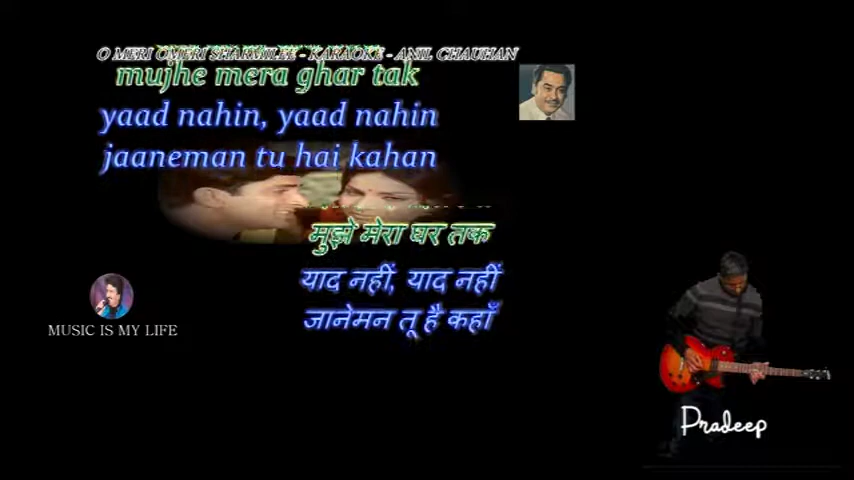 O MERI OMERI SHARMILEE - KARAOKE - ANIL CHAUHAN
mujhe mera ghar tak
yaad nahin, yaad nahin
jaaneman tu hai kahan
मुझे मेरा घर तक
याद नहीं, याद नहीं
जानेमन तू है कहाँ
MUSIC IS MY LIFE
Pradeep